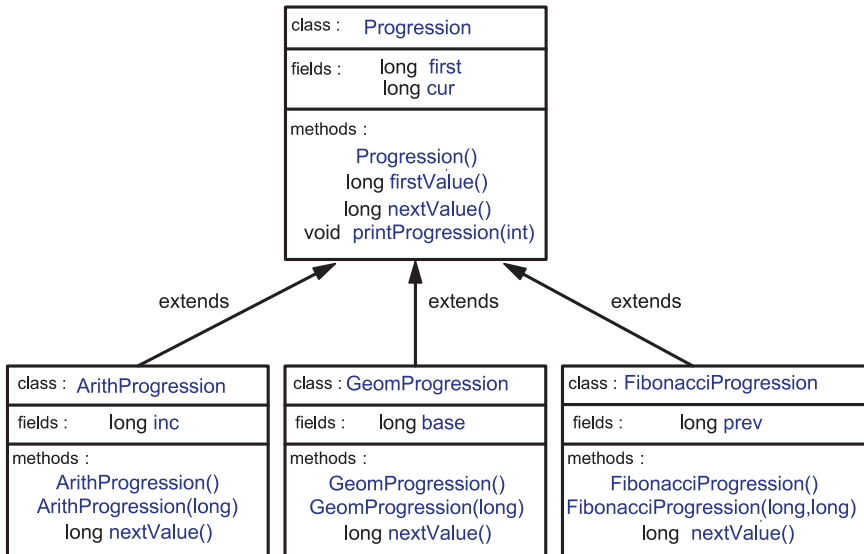 class : Progression
fields : long first
long cur
methods :
Progression()
long firstValue()
long nextValue()
void printProgression(int)
extends
extends
extends
class : ArithProgression
fields : long inc
methods :
ArithProgression()
ArithProgression(long)
long nextValue()
class : GeomProgression
fields : long base
methods :
GeomProgression()
GeomProgression(long)
long nextValue()
class : FibonacciProgression
fields : long prev
methods :
FibonacciProgression()
FibonacciProgression(long,long)
long nextValue()